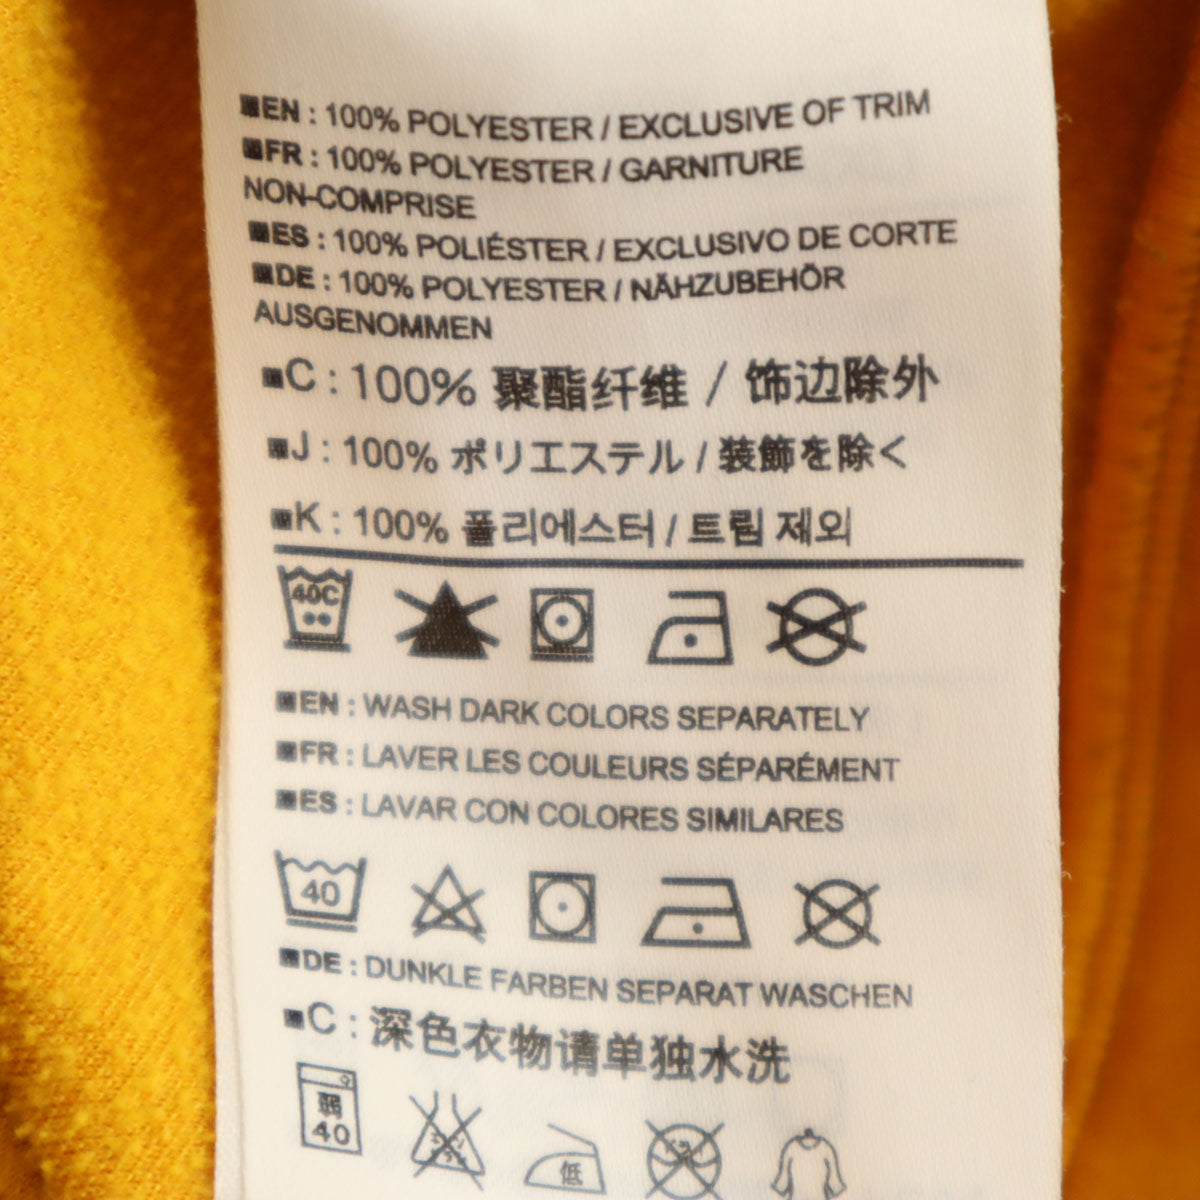 ■EN : 100% POLYESTER / EXCLUSIVE OF TRIM
■FR : 100% POLYESTER / GARNITURE
NON-COMPRISE
■ES : 100% POLIÉSTER / EXCLUSIVO DE CORTE
■DE : 100% POLYESTER / NÄHZUBEHÖR
AUSGENOMMEN
■C : 100% 聚酯纤维 / 饰边除外
■J : 100% ポリエステル / 装飾を除く
■K : 100% 폴리에스터 / 트림 제외
40C
■EN : WASH DARK COLORS SEPARATELY
■FR : LAVER LES COULEURS SÉPARÉMENT
■ES : LAVAR CON COLORES SIMILARES
40
■DE : DUNKLE FARBEN SEPARAT WASCHEN
■C : 深色衣物请单独水洗
弱
40
低